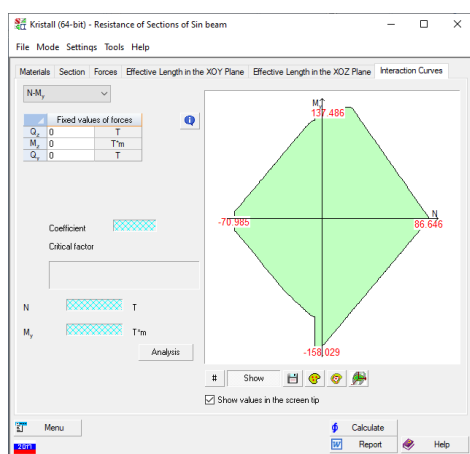 Kristall (64-bit) - Resistance of Sections of Sin beam
File Mode Settings Tools Help
Materials Section Forces Effective Length in the XOY Plane Effective Length in the XOZ Plane Interaction Curves
N-My
Fixed values of forces
Qz 0 T
Mz 0 T*m
Qy 0 T
Coefficient
Critical factor
N T
My T*m
Analysis
M
137.486
-70.985
N
86.646
-158.029
# Show
Show values in the screen tip
Menu
Calculate
2011
Report
Help